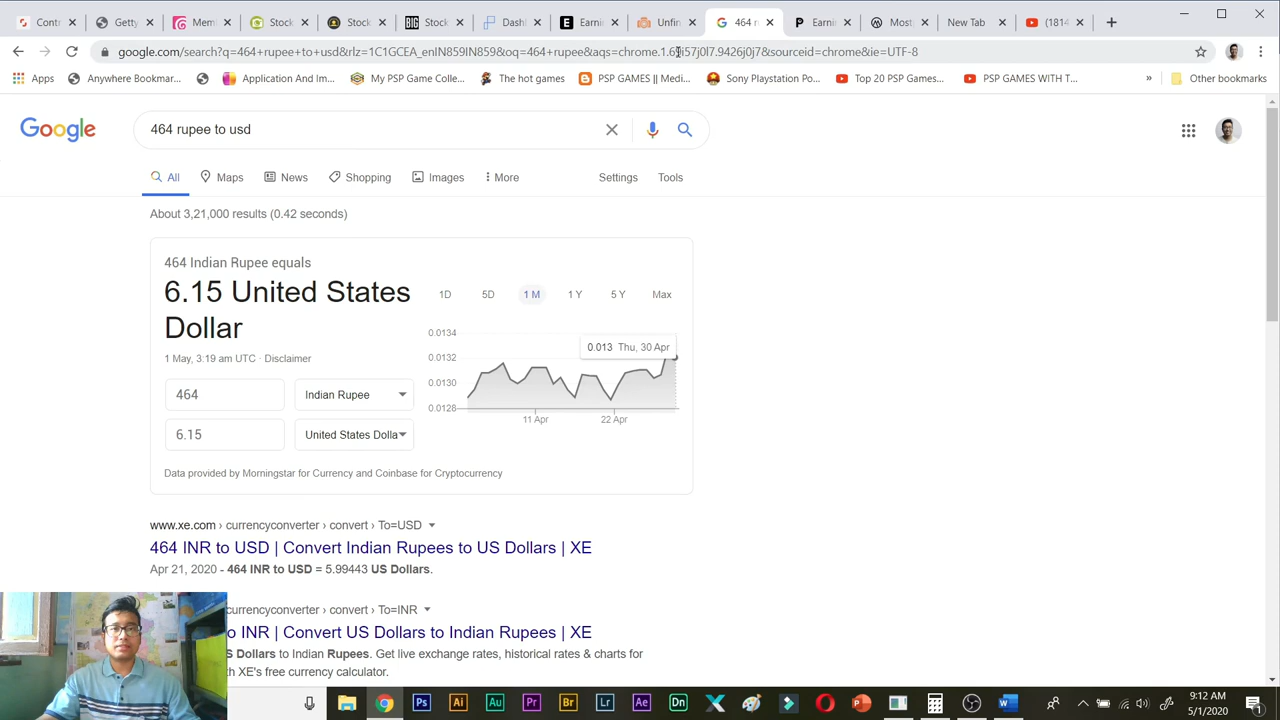 Contr
Getty
Mem
Stock
Stock
Stock
Dash
Earnin
Unfin
464 r
Earnin
Most
New Tab
(1814
google.com/search?q=464+rupee+to+usd&rlz=1C1GCEA_enIN859IN859&oq=464+rupee&aqs=chrome.1.69i57j0l7.9426j0j7&sourceid=chrome&ie=UTF-8
Apps
Anywhere Bookmar...
Application And Im...
My PSP Game Colle...
The hot games
PSP GAMES || Medi...
Sony Playstation Po...
Top 20 PSP Games...
PSP GAMES WITH T...
»
Other bookmarks
Google
464 rupee to usd
All
Maps
News
Shopping
Images
More
Settings
Tools
About 3,21,000 results (0.42 seconds)
464 Indian Rupee equals
6.15 United States
Dollar
1 May, 3:19 am UTC · Disclaimer
1D
5D
1 M
1 Y
5 Y
Max
0.0134
0.0132
0.0130
0.0128
0.013 Thu, 30 Apr
11 Apr
22 Apr
464
Indian Rupee
6.15
United States Dolla
Data provided by Morningstar for Currency and Coinbase for Cryptocurrency
www.xe.com › currencyconverter › convert › To=USD
464 INR to USD | Convert Indian Rupees to US Dollars | XE
Apr 21, 2020 - 464 INR to USD = 5.99443 US Dollars.
currencyconverter › convert › To=INR
o INR | Convert US Dollars to Indian Rupees | XE
S Dollars to Indian Rupees. Get live exchange rates, historical rates & charts for
th XE's free currency calculator.
Ps
Ai
Au
Pr
Br
Lr
Ae
Dn
9:12 AM
5/1/2020